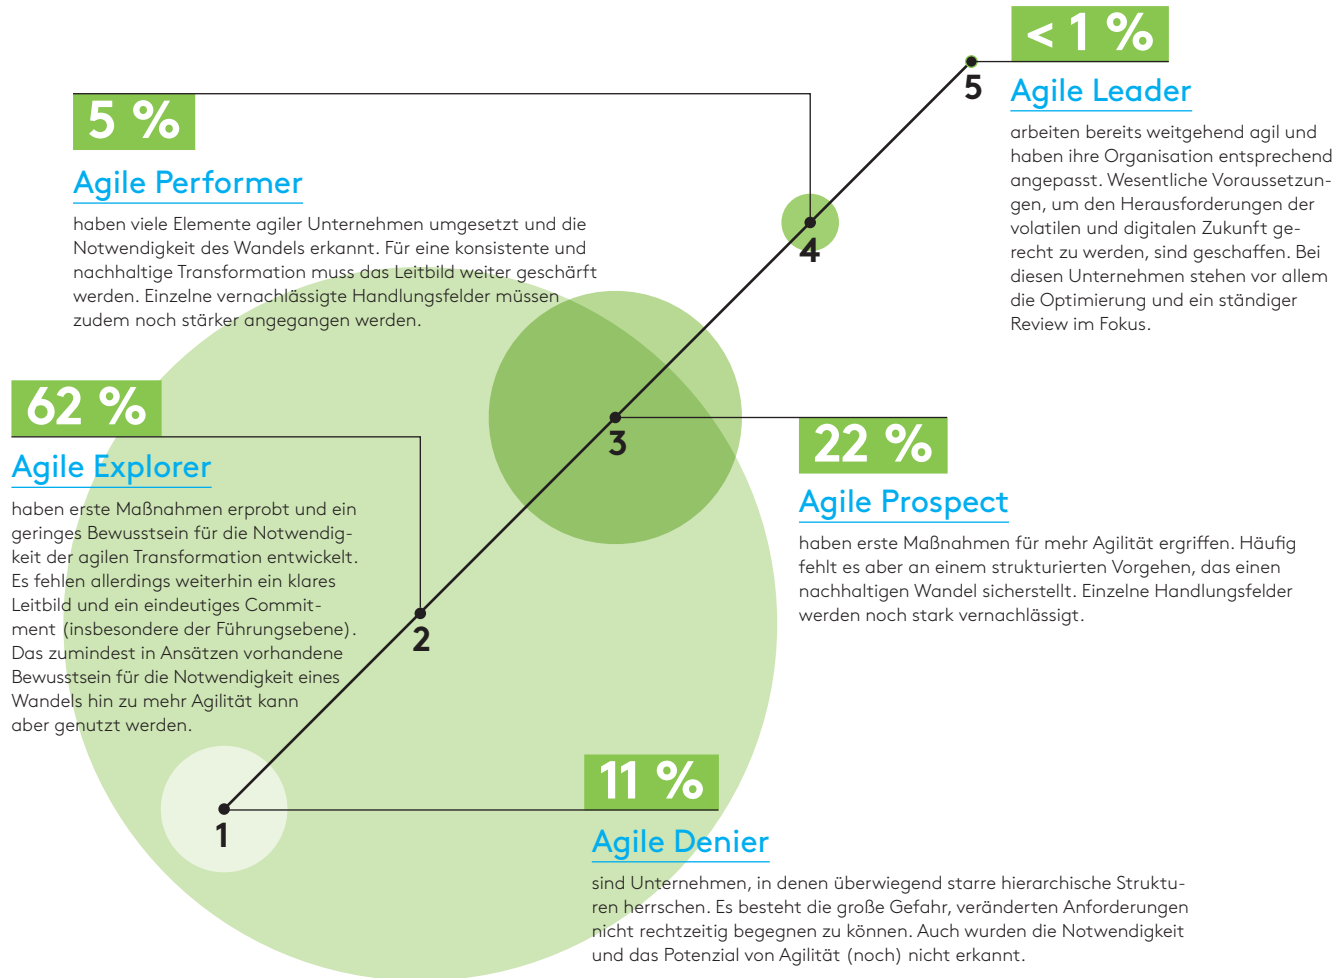 < 1 %
5
Agile Leader
arbeiten bereits weitgehend agil und
haben ihre Organisation entsprechend
angepasst. Wesentliche Voraussetzun-
gen, um den Herausforderungen der
volatilen und digitalen Zukunft ge-
recht zu werden, sind geschaffen. Bei
diesen Unternehmen stehen vor allem
die Optimierung und ein ständiger
Review im Fokus.
5 %
4
Agile Performer
haben viele Elemente agiler Unternehmen umgesetzt und die
Notwendigkeit des Wandels erkannt. Für eine konsistente und
nachhaltige Transformation muss das Leitbild weiter geschärft
werden. Einzelne vernachlässigte Handlungsfelder müssen
zudem noch stärker angegangen werden.
62 %
2
Agile Explorer
haben erste Maßnahmen erprobt und ein
geringes Bewusstsein für die Notwendig-
keit der agilen Transformation entwickelt.
Es fehlen allerdings weiterhin ein klares
Leitbild und ein eindeutiges Commit-
ment (insbesondere der Führungsebene).
Das zumindest in Ansätzen vorhandene
Bewusstsein für die Notwendigkeit eines
Wandels hin zu mehr Agilität kann
aber genutzt werden.
3
22 %
Agile Prospect
haben erste Maßnahmen für mehr Agilität ergriffen. Häufig
fehlt es aber an einem strukturierten Vorgehen, das einen
nachhaltigen Wandel sicherstellt. Einzelne Handlungsfelder
werden noch stark vernachlässigt.
1
11 %
Agile Denier
sind Unternehmen, in denen überwiegend starre hierarchische Struktu-
ren herrschen. Es besteht die große Gefahr, veränderten Anforderungen
nicht rechtzeitig begegnen zu können. Auch wurden die Notwendigkeit
und das Potenzial von Agilität (noch) nicht erkannt.